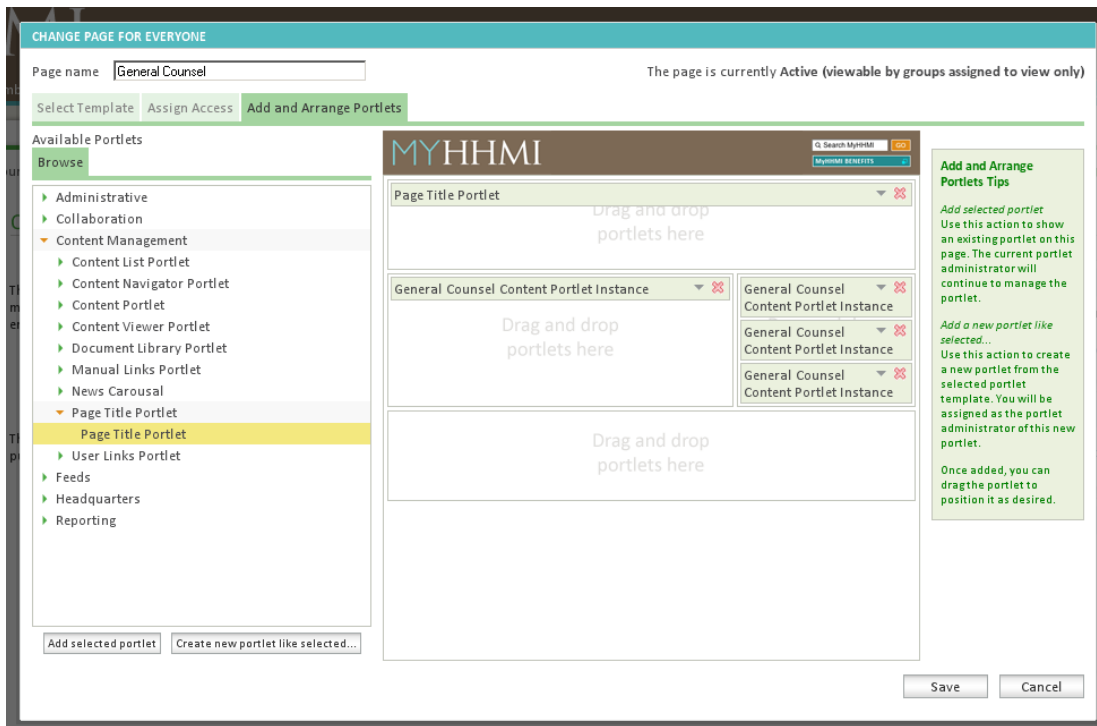 CHANGE PAGE FOR EVERYONE
Page name General Counsel
The page is currently Active (viewable by groups assigned to view only)
Select Template Assign Access Add and Arrange Portlets
Available Portlets
Browse
Administrative
Collaboration
Content Management
Content List Portlet
Content Navigator Portlet
Content Portlet
Content Viewer Portlet
Document Library Portlet
Manual Links Portlet
News Carousal
Page Title Portlet
Page Title Portlet
User Links Portlet
Feeds
Headquarters
Reporting
Add selected portlet Create new portlet like selected...
MYHHMI
Search MyHHMI GO
MyHHMI BENEFITS
Page Title Portlet
Drag and drop
portlets here
General Counsel Content Portlet Instance
Drag and drop
portlets here
General Counsel
Content Portlet Instance
General Counsel
Content Portlet Instance
General Counsel
Content Portlet Instance
Drag and drop
portlets here
Add and Arrange
Portlets Tips
Add selected portlet
Use this action to show
an existing portlet on this
page. The current portlet
administrator will
continue to manage the
portlet.
Add a new portlet like
selected...
Use this action to create
a new portlet from the
selected portlet
template. You will be
assigned as the portlet
administrator of this new
portlet.
Once added, you can
drag the portlet to
position it as desired.
Save Cancel